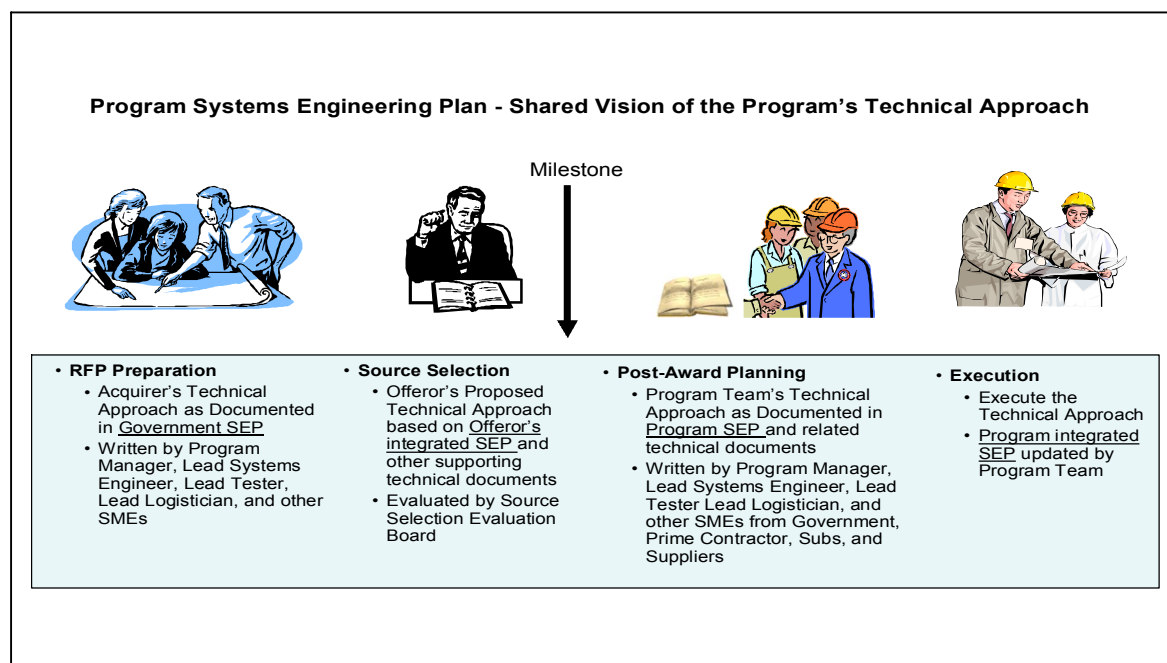 Program Systems Engineering Plan - Shared Vision of the Program's Technical Approach
Milestone
• RFP Preparation
• Acquirer's Technical
Approach as Documented
in Government SEP
• Written by Program
Manager, Lead Systems
Engineer, Lead Tester,
Lead Logistician, and other
SMEs
• Source Selection
• Offeror's Proposed
Technical Approach
based on Offeror's
integrated SEP and
other supporting
technical documents
• Evaluated by Source
Selection Evaluation
Board
• Post-Award Planning
• Program Team's Technical
Approach as Documented in
Program SEP and related
technical documents
• Written by Program Manager,
Lead Systems Engineer, Lead
Tester Lead Logistician, and
other SMEs from Government,
Prime Contractor, Subs, and
Suppliers
• Execution
• Execute the
Technical Approach
• Program integrated
SEP updated by
Program Team